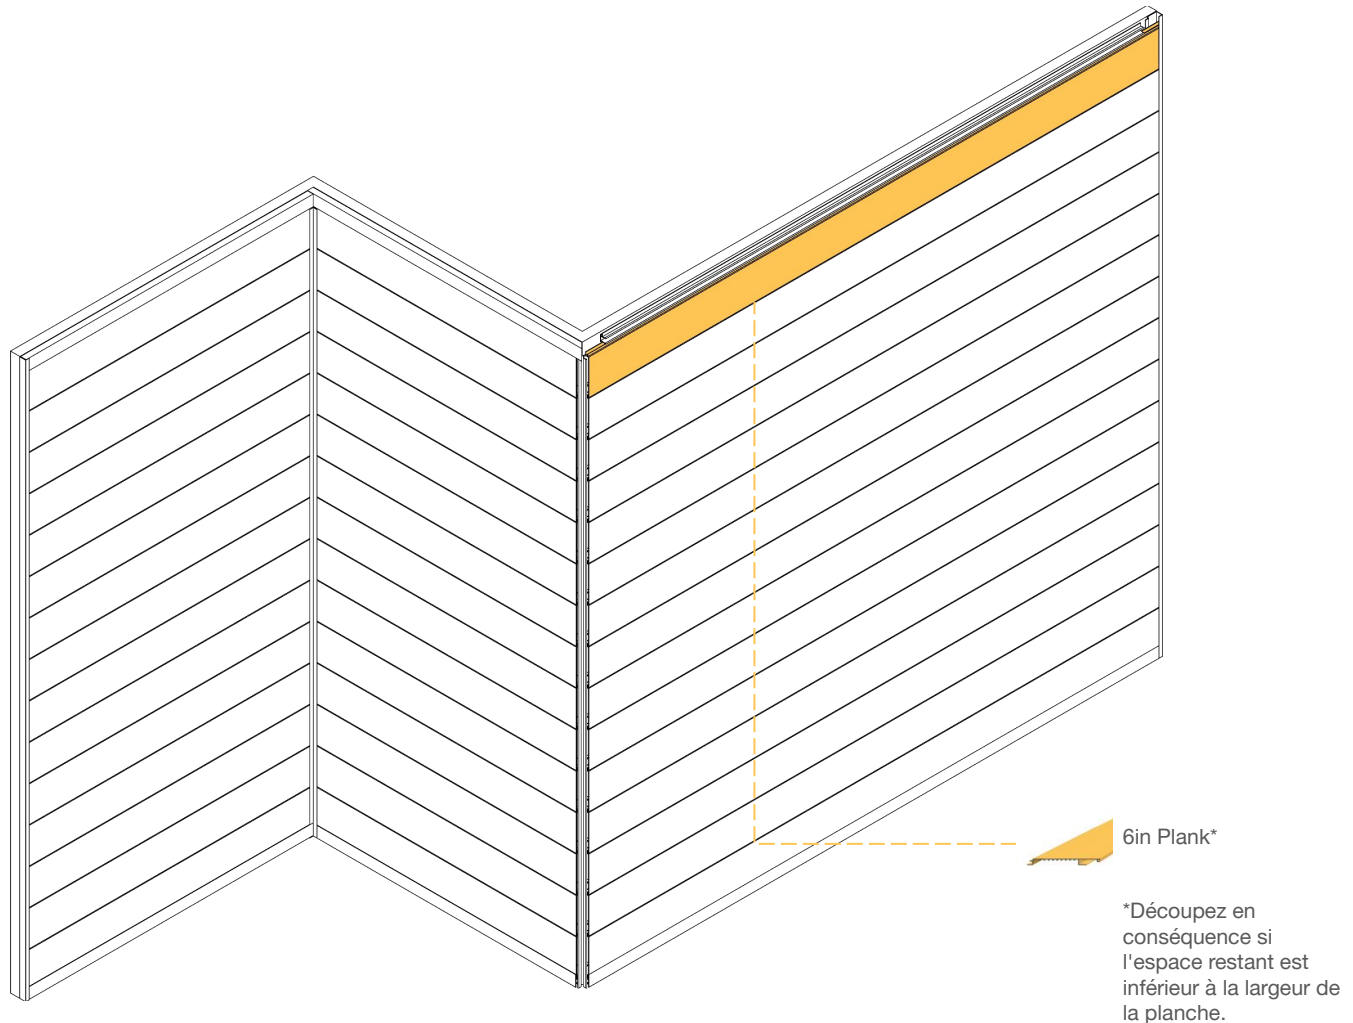 6in Plank*
*Découpez en
conséquence si
l'espace restant est
inférieur à la largeur de
la planche.